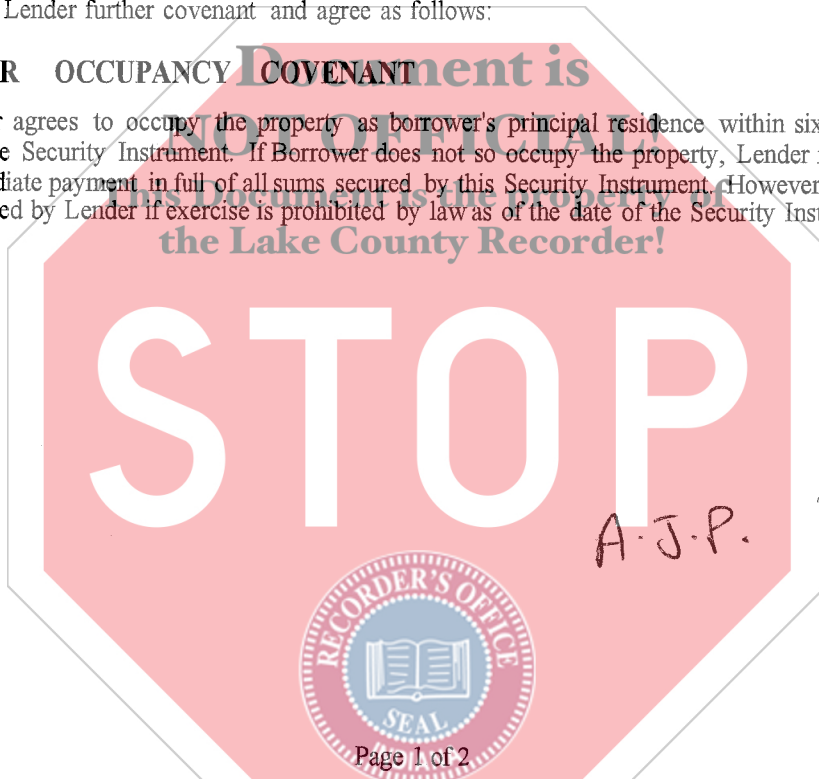 Lender further covenant and agree as follows:
R OCCUPANCY COVENANT
Document is
r agrees to occupy the property as borrower's principal residence within six
NOT OFFICIAL!
e Security Instrument. If Borrower does not so occupy the property, Lender
diate payment in full of all sums secured by this Security Instrument. However
This Document is the property of
ed by Lender if exercise is prohibited by law as of the date of the Security Inst
the Lake County Recorder!
STOP
A.J.P.
RECORDER'S OFFICE
SEAL
Page 1 of 2